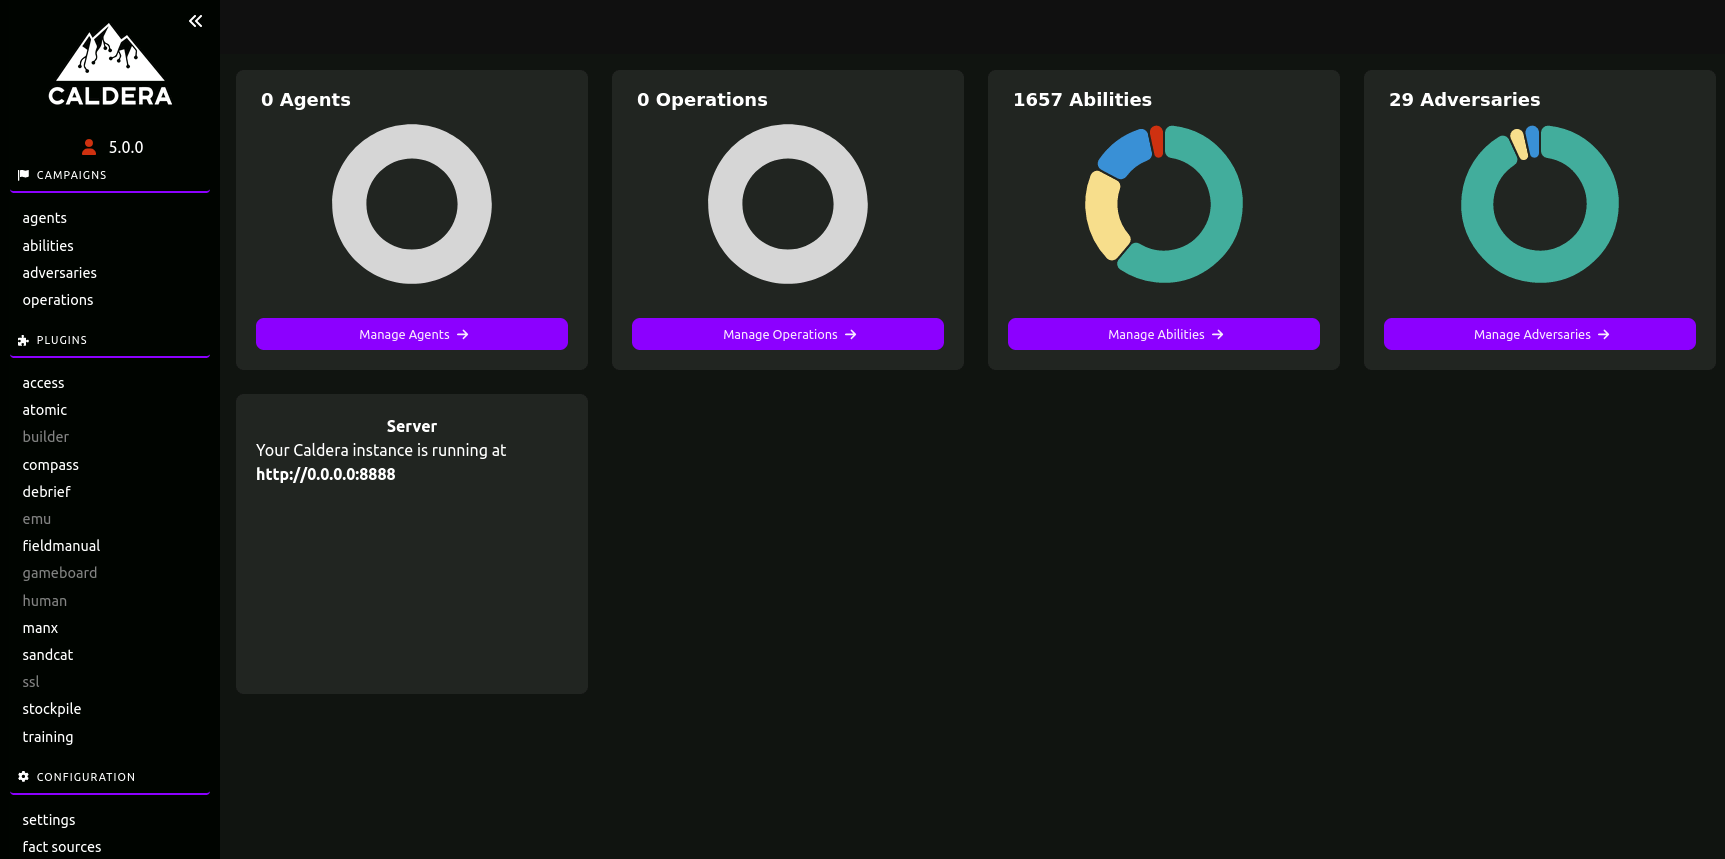 CALDERA
5.0.0
CAMPAIGNS
agents
abilities
adversaries
operations
PLUGINS
access
atomic
builder
compass
debrief
emu
fieldmanual
gameboard
human
manx
sandcat
ssl
stockpile
training
CONFIGURATION
settings
fact sources
0 Agents
Manage Agents
0 Operations
Manage Operations
1657 Abilities
Manage Abilities
29 Adversaries
Manage Adversaries
Server
Your Caldera instance is running at
http://0.0.0.0:8888